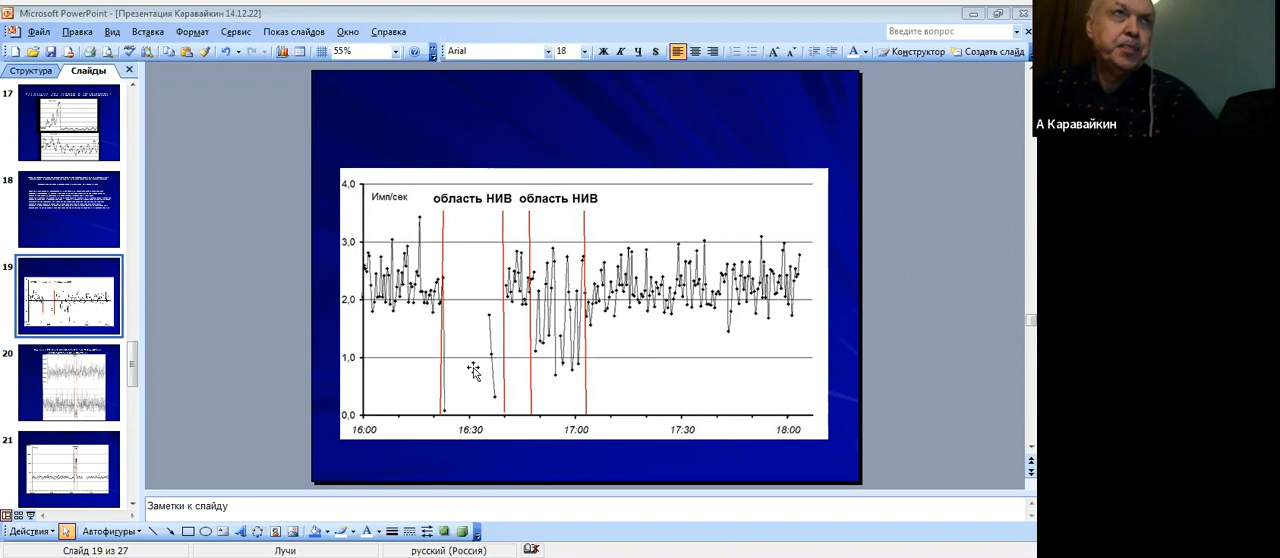 Microsoft PowerPoint - [Презентация Каравайкин 14.12.22]
Файл Правка Вид Вставка Формат Сервис Показ слайдов Окно Справка
Введите вопрос
55%
Arial
18
Ж К Ч S
Конструктор
Создать слайд
Структура
Слайды
17
18
19
20
21
4,0
Имп/сек
область НИВ область НИВ
3,0
2,0
1,0
0,0
16:00 16:30 17:00 17:30 18:00
А Каравайкин
Заметки к слайду
Действия
Автофигуры
Слайд 19 из 27
Лучи
русский (Россия)